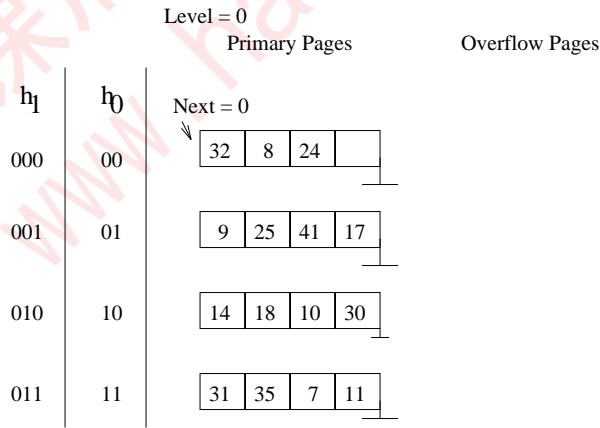 Level = 0
Primary Pages Overflow Pages
h1 h0 Next = 0
000 00 32 8 24
001 01 9 25 41 17
010 10 14 18 10 30
011 11 31 35 7 11